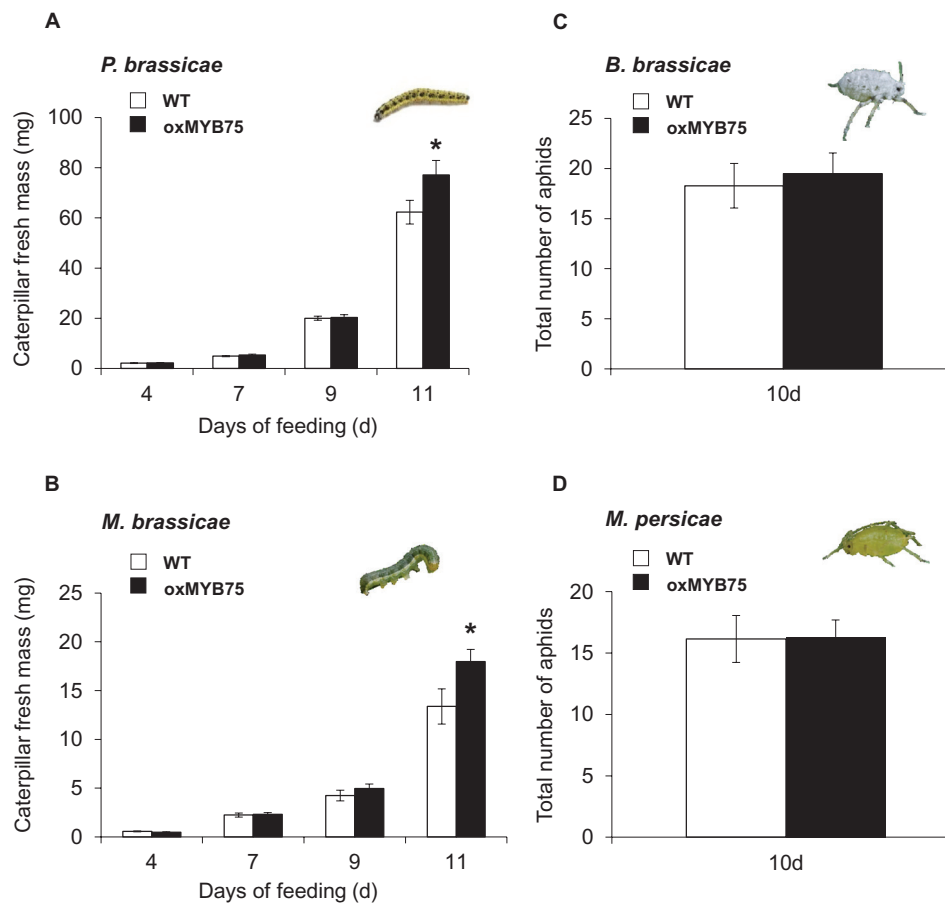 A
P. brassicae
WT
oxMYB75
Caterpillar fresh mass (mg)
100
80
60
40
20
0
*
4 7 9 11
Days of feeding (d)
C
B. brassicae
WT
oxMYB75
Total number of aphids
25
20
15
10
5
0
10d
B
M. brassicae
WT
oxMYB75
Caterpillar fresh mass (mg)
25
20
15
10
5
0
*
4 7 9 11
Days of feeding (d)
D
M. persicae
WT
oxMYB75
Total number of aphids
20
15
10
5
0
10d